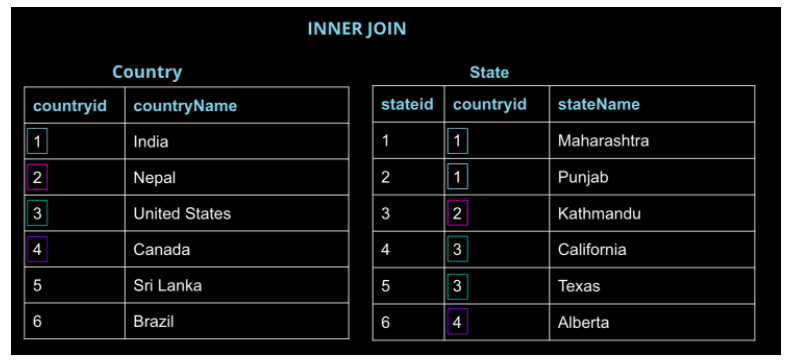 INNER JOIN
Country
countryid countryName
1 India
2 Nepal
3 United States
4 Canada
5 Sri Lanka
6 Brazil
State
stateid countryid stateName
1 1 Maharashtra
2 1 Punjab
3 2 Kathmandu
4 3 California
5 3 Texas
6 4 Alberta